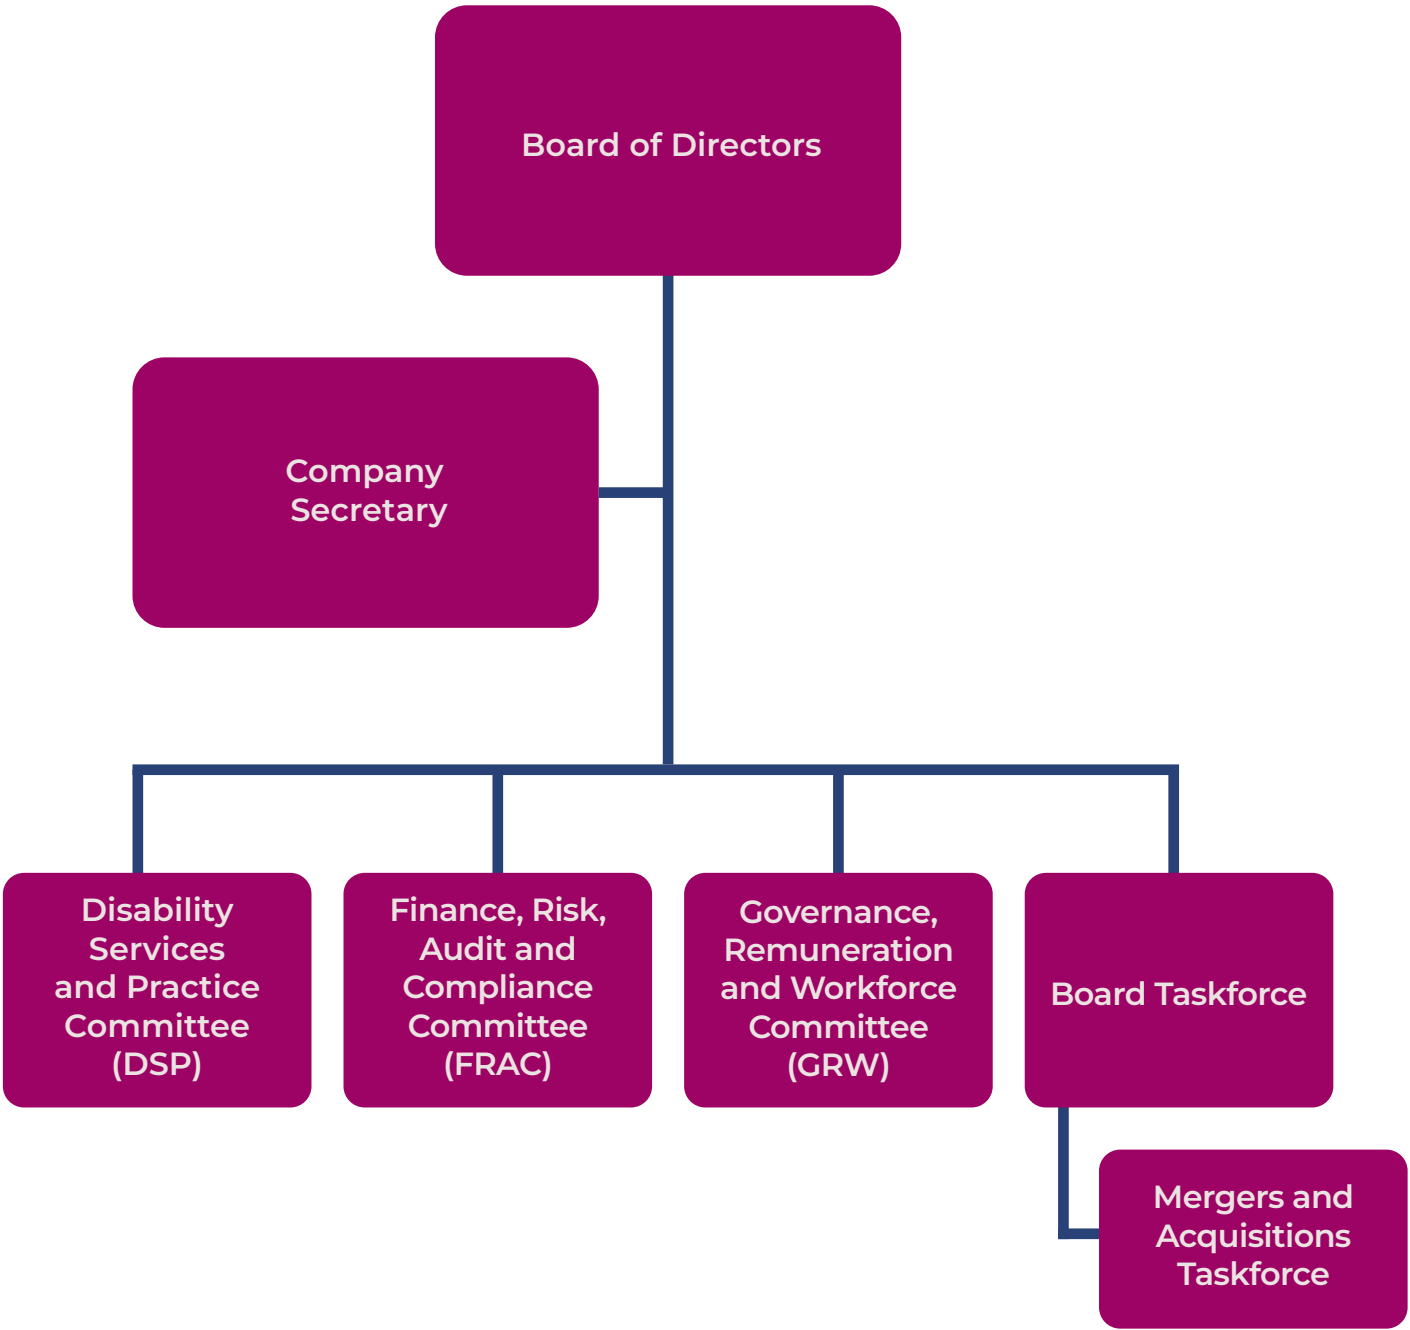 Board of Directors
Company
Secretary
Disability
Services
and Practice
Committee
(DSP)
Finance, Risk,
Audit and
Compliance
Committee
(FRAC)
Governance,
Remuneration
and Workforce
Committee
(GRW)
Board Taskforce
Mergers and
Acquisitions
Taskforce